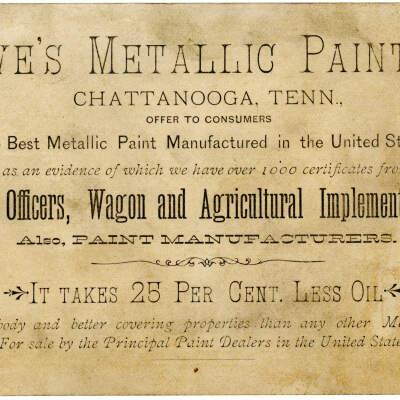 VE'S METALLIC PAINT
CHATTANOOGA, TENN.,
OFFER TO CONSUMERS
Best Metallic Paint Manufactured in the United Sta
as an evidence of which we have over 1000 certificates fro
Officers, Wagon and Agricultural Implemen
Also, PAINT MANUFACTURERS.
IT TAKES 25 PER CENT. LESS OIL
body and better covering properties than any other M
For sale by the Principal Paint Dealers in the United State